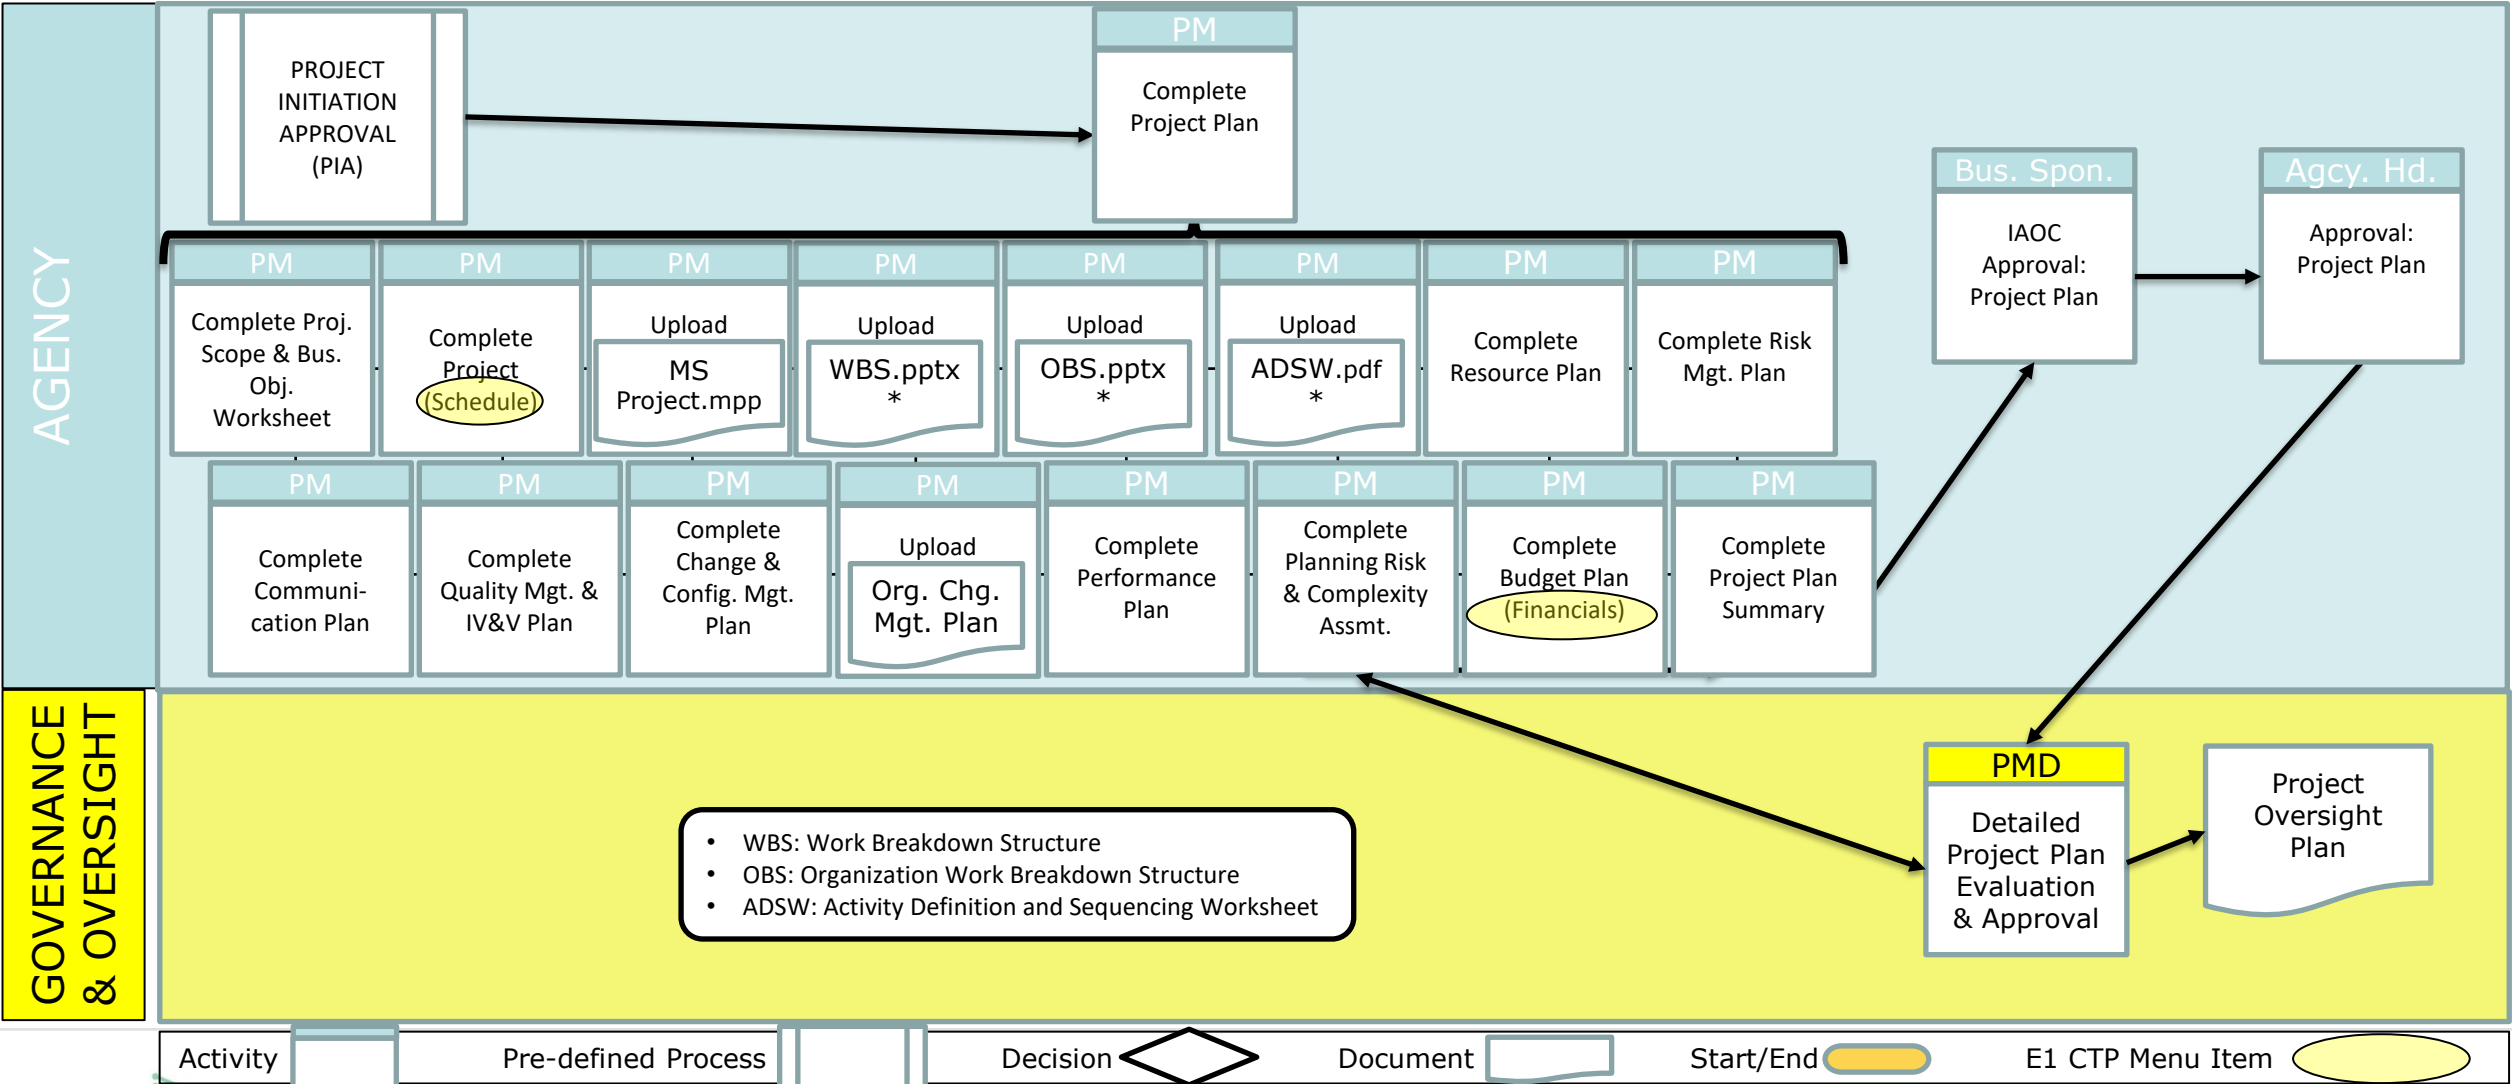 AGENCY
PROJECT
INITIATION
APPROVAL
(PIA)
PM
Complete
Project Plan
Bus. Spon.
IAOC
Approval:
Project Plan
Agcy. Hd.
Approval:
Project Plan
PM
Complete Proj.
Scope & Bus.
Obj.
Worksheet
PM
Complete
Project
(Schedule)
PM
Upload
MS
Project.mpp
PM
Upload
WBS.pptx
*
PM
Upload
OBS.pptx
*
PM
Upload
ADSW.pdf
*
PM
Complete
Resource Plan
PM
Complete Risk
Mgt. Plan
PM
Complete
Communi-
cation Plan
PM
Complete
Quality Mgt. &
IV&V Plan
PM
Complete
Change &
Config. Mgt.
Plan
PM
Upload
Org. Chg.
Mgt. Plan
PM
Complete
Performance
Plan
PM
Complete
Planning Risk
& Complexity
Assmt.
PM
Complete
Budget Plan
(Financials)
PM
Complete
Project Plan
Summary
GOVERNANCE
& OVERSIGHT
• WBS: Work Breakdown Structure
• OBS: Organization Work Breakdown Structure
• ADSW: Activity Definition and Sequencing Worksheet
PMD
Detailed
Project Plan
Evaluation
& Approval
Project
Oversight
Plan
Activity
Pre-defined Process
Decision
Document
Start/End
E1 CTP Menu Item